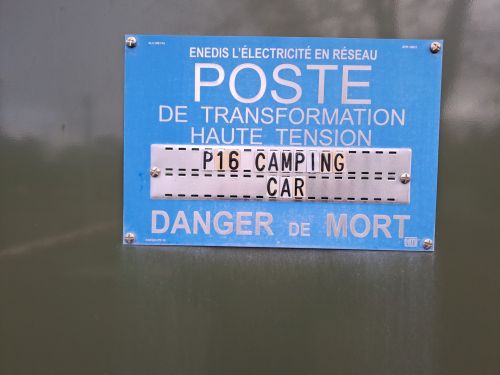 ENEDIS L'ÉLECTRICITÉ EN RÉSEAU
POSTE
DE TRANSFORMATION
HAUTE TENSION
P16 CAMPING
CAR
DANGER DE MORT